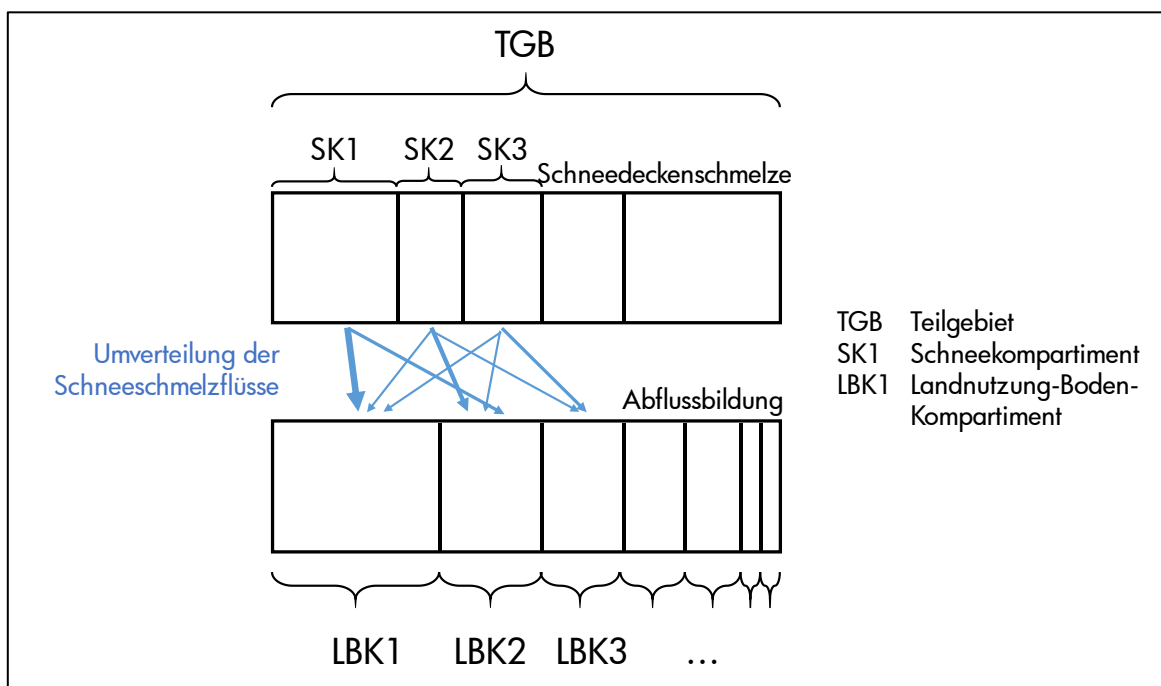 TGB
SK1 SK2 SK3
Schneedeckenschmelze
Umverteilung der
Schneeschmelzflüsse
Abflussbildung
LBK1 LBK2 LBK3 …
TGB Teilgebiet
SK1 Schneekompartiment
LBK1 Landnutzung-Boden-
Kompartiment